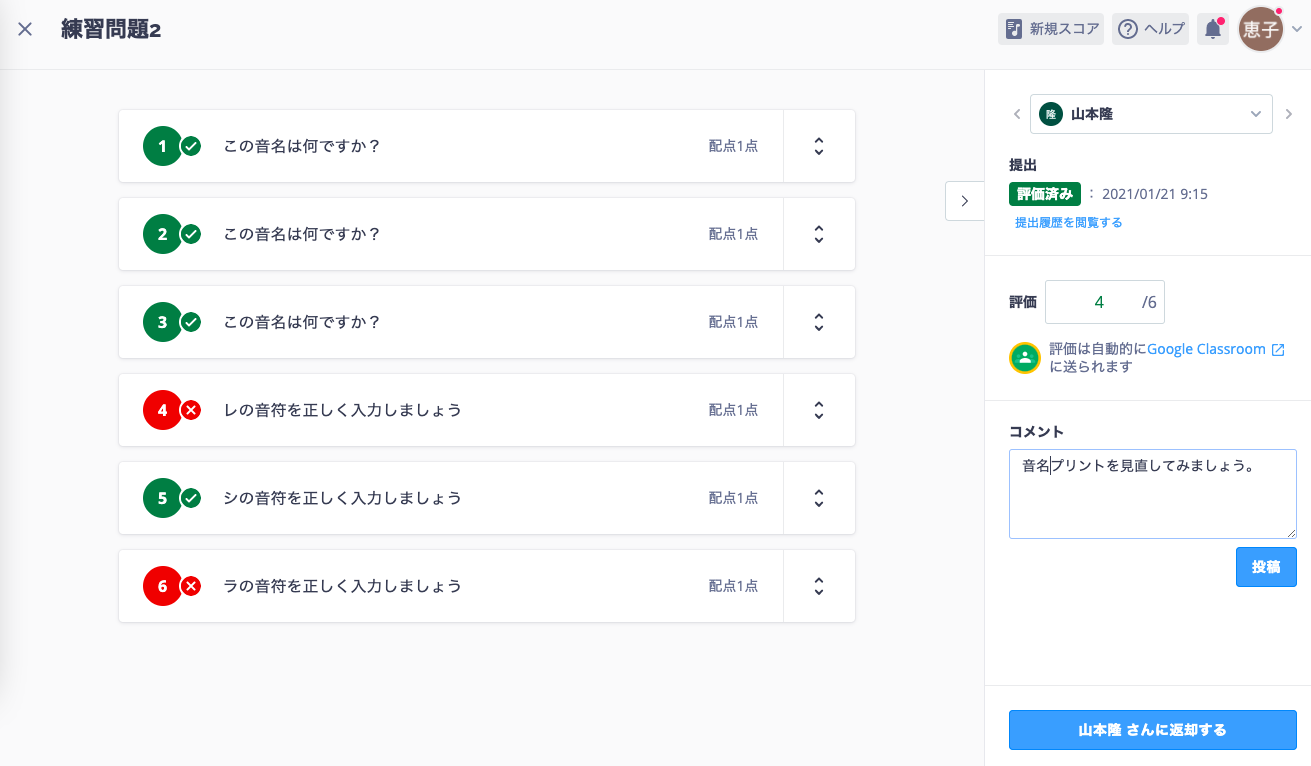 練習問題2
新規スコア
ヘルプ
恵子
1 この音名は何ですか？ 配点1点
2 この音名は何ですか？ 配点1点
3 この音名は何ですか？ 配点1点
4 レの音符を正しく入力しましょう 配点1点
5 シの音符を正しく入力しましょう 配点1点
6 ラの音符を正しく入力しましょう 配点1点
隆 山本隆
提出
評価済み : 2021/01/21 9:15
提出履歴を閲覧する
評価 4 /6
評価は自動的にGoogle Classroom
に送られます
コメント
音名プリントを見直してみましょう。
投稿
山本隆 さんに返却する